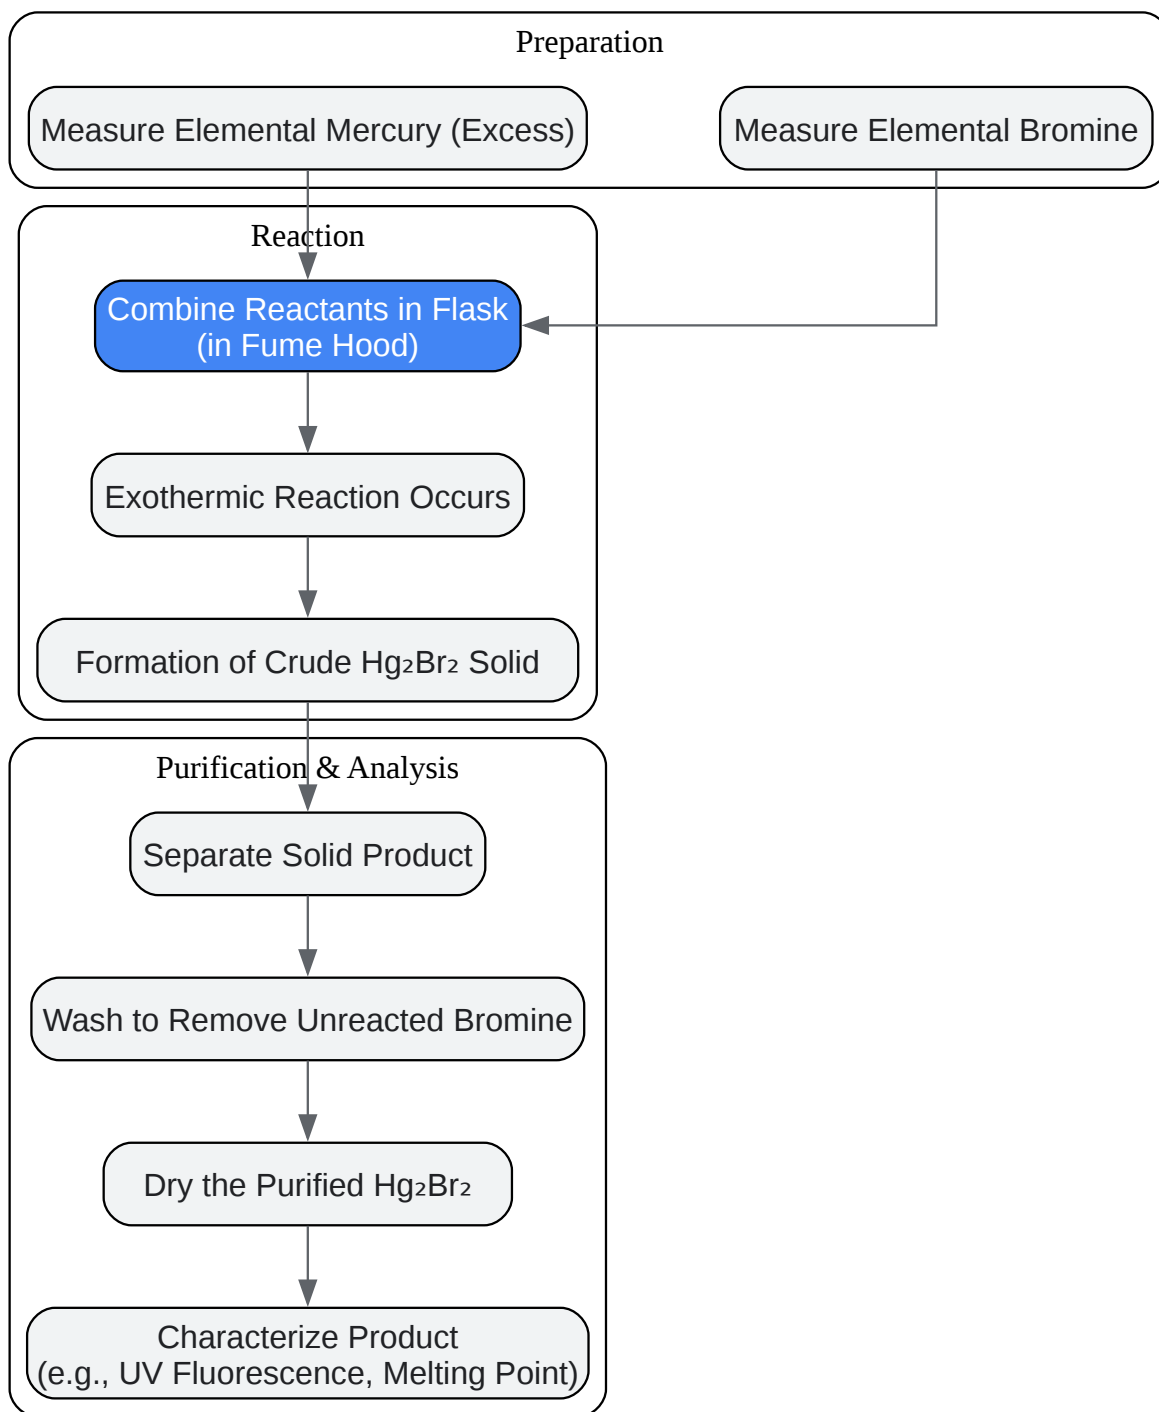 Preparation
Measure Elemental Mercury (Excess)
Measure Elemental Bromine
Reaction
Combine Reactants in Flask
(in Fume Hood)
Exothermic Reaction Occurs
Formation of Crude Hg₂Br₂ Solid
Purification & Analysis
Separate Solid Product
Wash to Remove Unreacted Bromine
Dry the Purified Hg₂Br₂
Characterize Product
(e.g., UV Fluorescence, Melting Point)